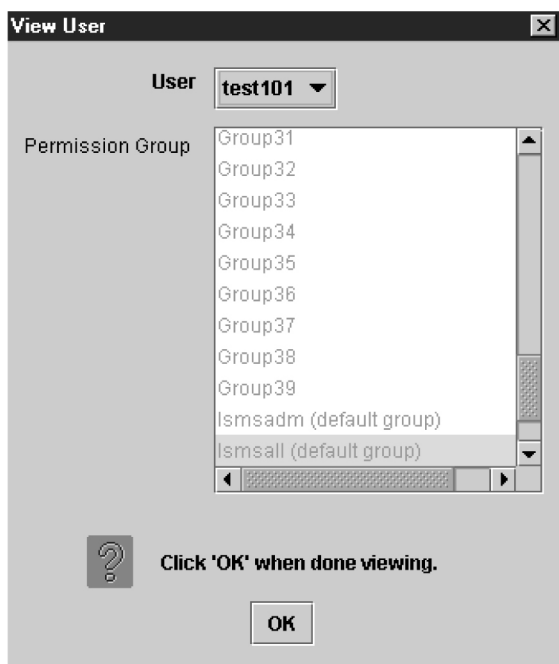 View User
User test101
Permission Group
Group31
Group32
Group33
Group34
Group35
Group36
Group37
Group38
Group39
lsmsadm (default group)
lsmsall (default group)
Click 'OK' when done viewing.
OK